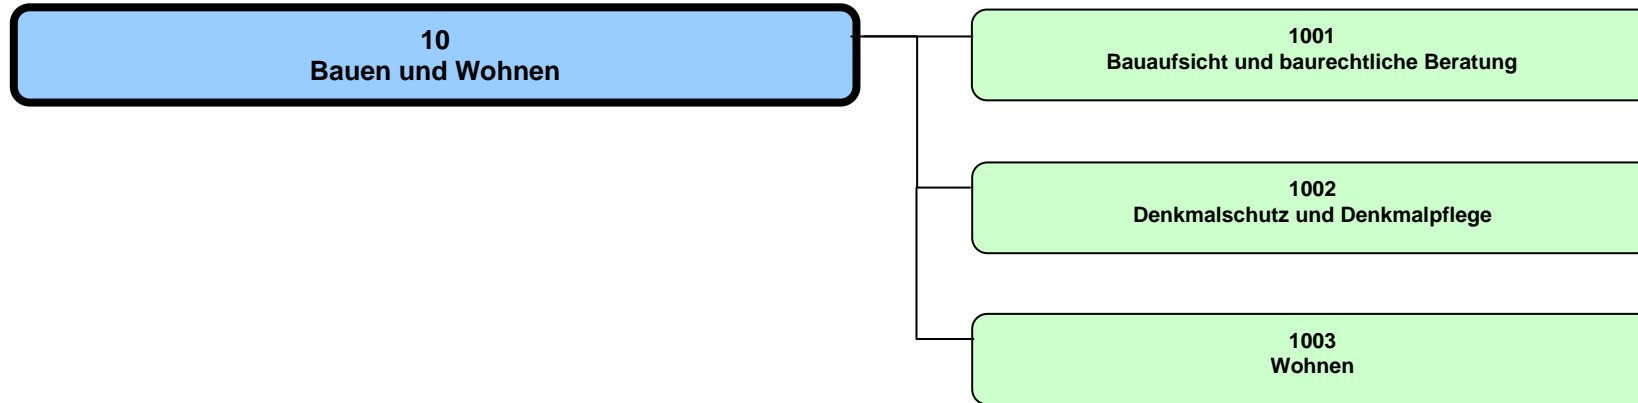 10
Bauen und Wohnen
1001
Bauaufsicht und baurechtliche Beratung
1002
Denkmalschutz und Denkmalpflege
1003
Wohnen